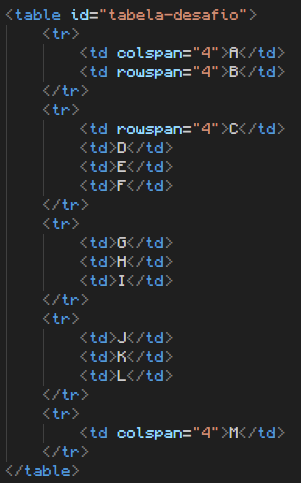 <table id="tabela-desafio">
    <tr>
        <td colspan="4">A</td>
        <td rowspan="4">B</td>
    </tr>
    <tr>
        <td rowspan="4">C</td>
        <td>D</td>
        <td>E</td>
        <td>F</td>
    </tr>
    <tr>
        <td>G</td>
        <td>H</td>
        <td>I</td>
    </tr>
    <tr>
        <td>J</td>
        <td>K</td>
        <td>L</td>
    </tr>
    <tr>
        <td colspan="4">M</td>
    </tr>
</table>